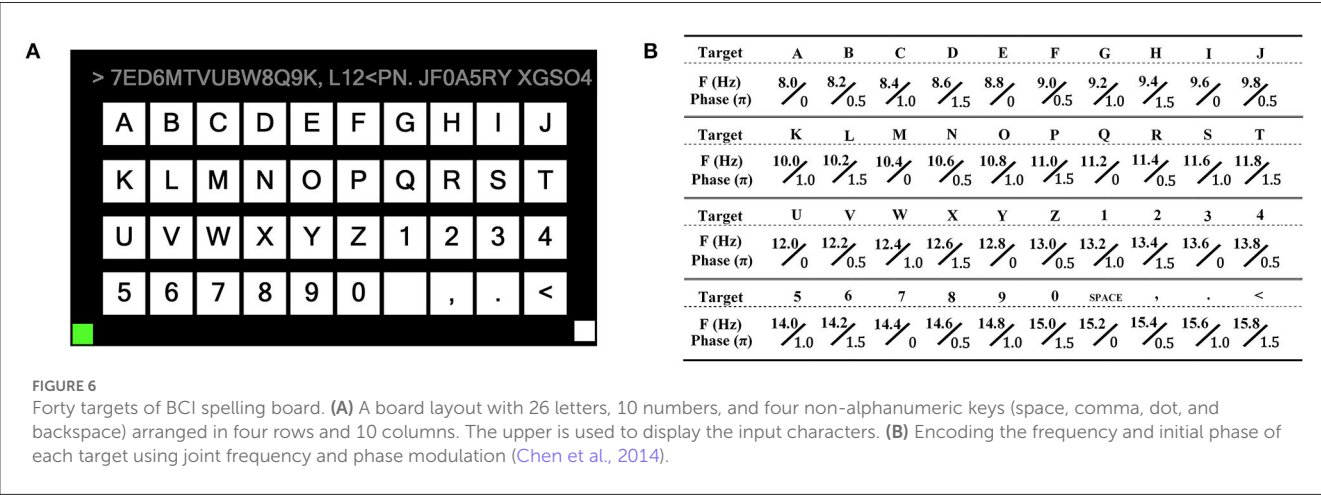 A
> 7ED6MTVUBW8Q9K, L12<PN. JF0A5RY XGSO4
A B C D E F G H I J
K L M N O P Q R S T
U V W X Y Z 1 2 3 4
5 6 7 8 9 0 , . <
B
Target A B C D E F G H I J
F (Hz) 8.0 8.2 8.4 8.6 8.8 9.0 9.2 9.4 9.6 9.8
Phase (π) 0 0.5 1.0 1.5 0 0.5 1.0 1.5 0 0.5
Target K L M N O P Q R S T
F (Hz) 10.0 10.2 10.4 10.6 10.8 11.0 11.2 11.4 11.6 11.8
Phase (π) 1.0 1.5 0 0.5 1.0 1.5 0 0.5 1.0 1.5
Target U V W X Y Z 1 2 3 4
F (Hz) 12.0 12.2 12.4 12.6 12.8 13.0 13.2 13.4 13.6 13.8
Phase (π) 0 0.5 1.0 1.5 0 0.5 1.0 1.5 0 0.5
Target 5 6 7 8 9 0 SPACE , . <
F (Hz) 14.0 14.2 14.4 14.6 14.8 15.0 15.2 15.4 15.6 15.8
Phase (π) 1.0 1.5 0 0.5 1.0 1.5 0 0.5 1.0 1.5
FIGURE 6
Forty targets of BCI spelling board. (A) A board layout with 26 letters, 10 numbers, and four non-alphanumeric keys (space, comma, dot, and
backspace) arranged in four rows and 10 columns. The upper is used to display the input characters. (B) Encoding the frequency and initial phase of
each target using joint frequency and phase modulation (Chen et al., 2014).